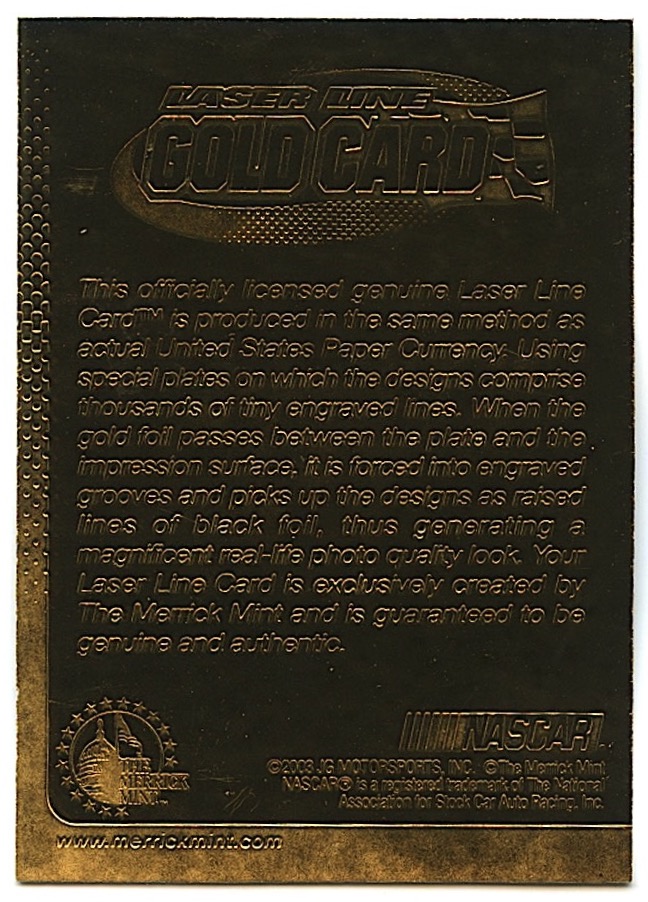 LASER LINE
GOLD CARD
This officially licensed genuine Laser Line
Card™ is produced in the same method as
actual United States Paper Currency. Using
special plates on which the designs comprise
thousands of tiny engraved lines. When the
gold foil passes between the plate and the
impression surface, it is forced into engraved
grooves and picks up the designs as raised
lines of black foil, thus generating a
magnificent real-life photo quality look. Your
Laser Line Card is exclusively created by
The Merrick Mint and is guaranteed to be
genuine and authentic.
THE
MERRICK
MINT
NASCAR
©2003 JG MOTORSPORTS, INC. ©The Merrick Mint
NASCAR® is a registered trademark of The National
Association for Stock Car Auto Racing, Inc.
www.merrickmint.com